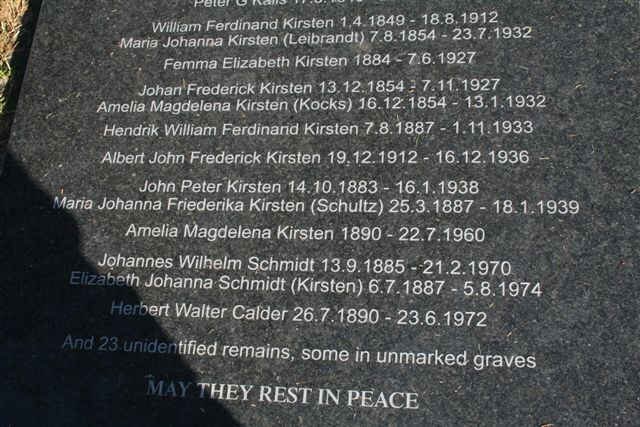 Peter G Kalis
William Ferdinand Kirsten 1.4.1849 - 18.8.1912
Maria Johanna Kirsten (Leibrandt) 7.8.1854 - 23.7.1932
Femma Elizabeth Kirsten 1884 - 7.6.1927
Johan Frederick Kirsten 13.12.1854 - 7.11.1927
Amelia Magdelena Kirsten (Kocks) 16.12.1854 - 13.1.1932
Hendrik William Ferdinand Kirsten 7.8.1887 - 1.11.1933
Albert John Frederick Kirsten 19.12.1912 - 16.12.1936
John Peter Kirsten 14.10.1883 - 16.1.1938
Maria Johanna Friederika Kirsten (Schultz) 25.3.1887 - 18.1.1939
Amelia Magdelena Kirsten 1890 - 22.7.1960
Johannes Wilhelm Schmidt 13.9.1885 - 21.2.1970
Elizabeth Johanna Schmidt (Kirsten) 6.7.1887 - 5.8.1974
Herbert Walter Calder 26.7.1890 - 23.6.1972
And 23 unidentified remains, some in unmarked graves
MAY THEY REST IN PEACE